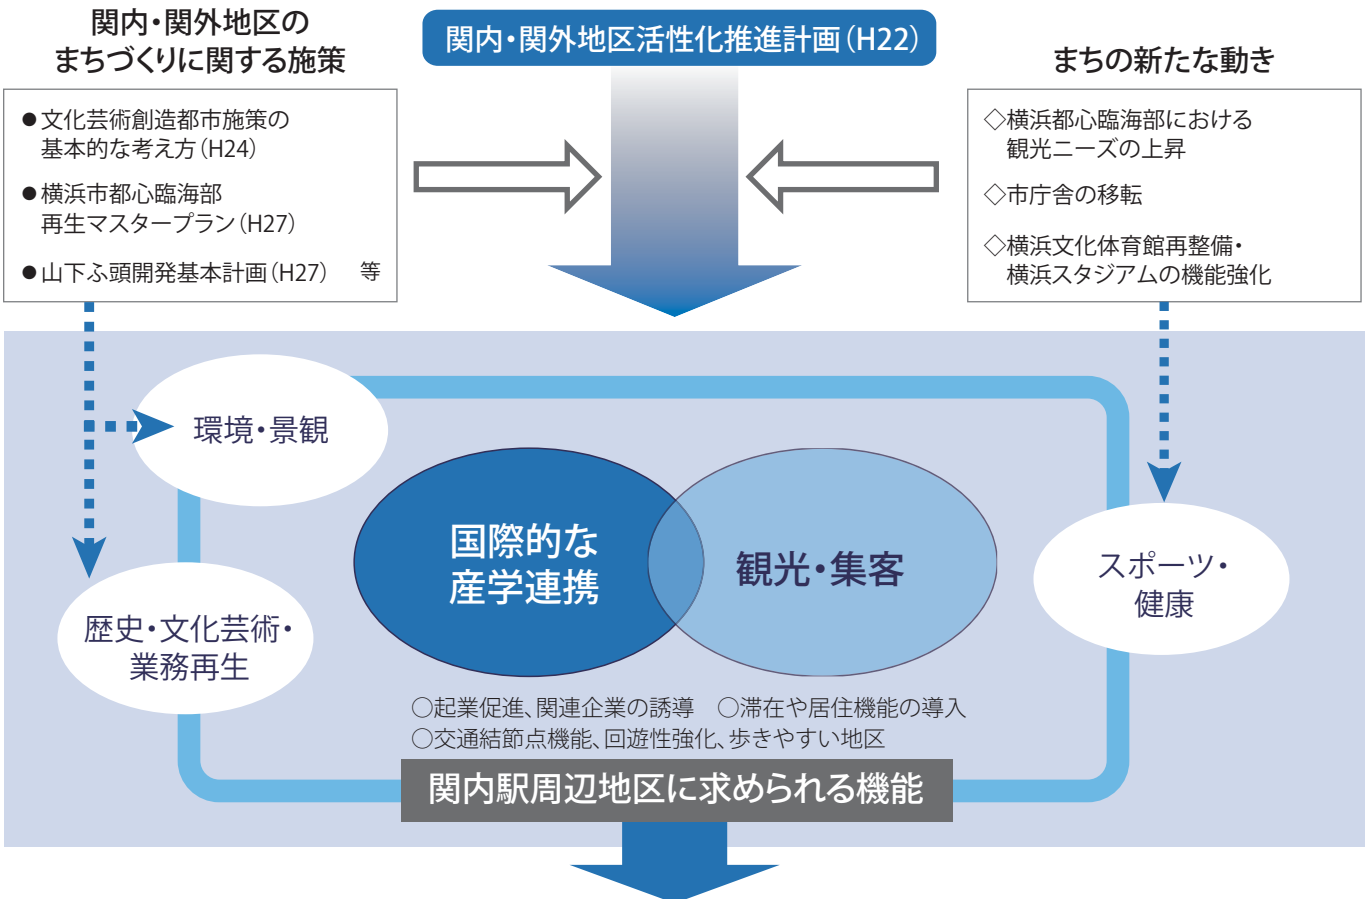 関内・関外地区の
まちづくりに関する施策
●文化芸術創造都市施策の
基本的な考え方(H24)
●横浜市都心臨海部
再生マスタープラン(H27)
●山下ふ頭開発基本計画(H27) 等
関内・関外地区活性化推進計画(H22)
まちの新たな動き
◇横浜都心臨海部における
観光ニーズの上昇
◇市庁舎の移転
◇横浜文化体育館再整備・
横浜スタジアムの機能強化
環境・景観
歴史・文化芸術・
業務再生
国際的な
産学連携
観光・集客
スポーツ・
健康
○起業促進、関連企業の誘導 ○滞在や居住機能の導入
○交通結節点機能、回遊性強化、歩きやすい地区
関内駅周辺地区に求められる機能